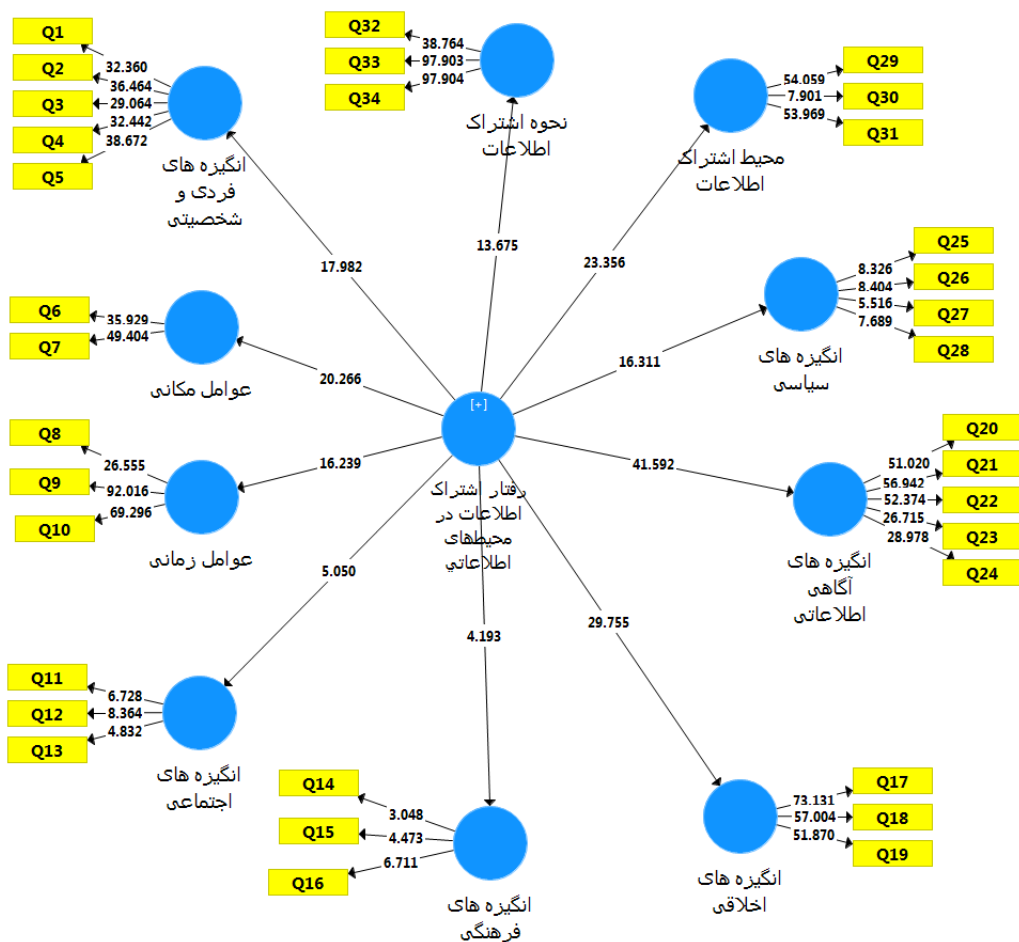 Q1
Q2
Q3
Q4
Q5
32.360
36.464
29.064
32.442
38.672
انگیزه های
فردی و
شخصیتی
Q32
Q33
Q34
38.764
97.903
97.904
نحوه اشتراک
اطلاعات
Q29
Q30
Q31
54.059
7.901
53.969
محیط اشتراک
اطلاعات
17.982
13.675
23.356
Q25
Q26
Q27
Q28
8.326
8.404
5.516
7.689
انگیزه های
سیاسی
16.311
Q6
Q7
35.929
49.404
عوامل مکانی
20.266
[+]
رفتار اشتراک
اطلاعات در
محیط‌های
اطلاعاتي
Q8
Q9
Q10
26.555
92.016
69.296
عوامل زمانی
16.239
41.592
Q20
Q21
Q22
Q23
Q24
51.020
56.942
52.374
26.715
28.978
انگیزه های
آگاهی
اطلاعاتی
5.050
4.193
29.755
Q11
Q12
Q13
6.728
8.364
4.832
انگیزه های
اجتماعی
Q14
Q15
Q16
3.048
4.473
6.711
انگیزه های
فرهنگی
Q17
Q18
Q19
73.131
57.004
51.870
انگیزه های
اخلاقی